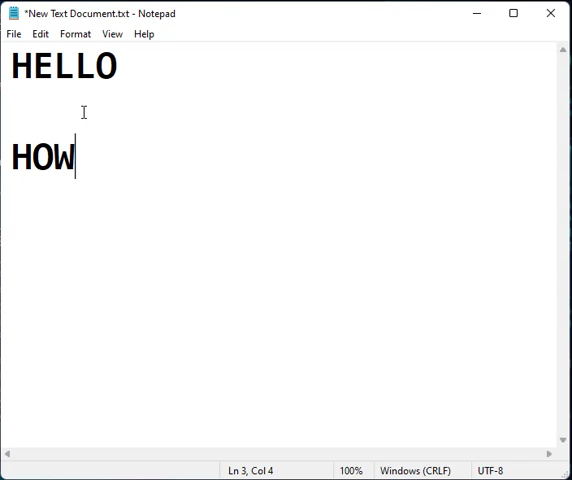 *New Text Document.txt - Notepad
File Edit Format View Help
HELLO
HOW
Ln 3, Col 4 100% Windows (CRLF) UTF-8